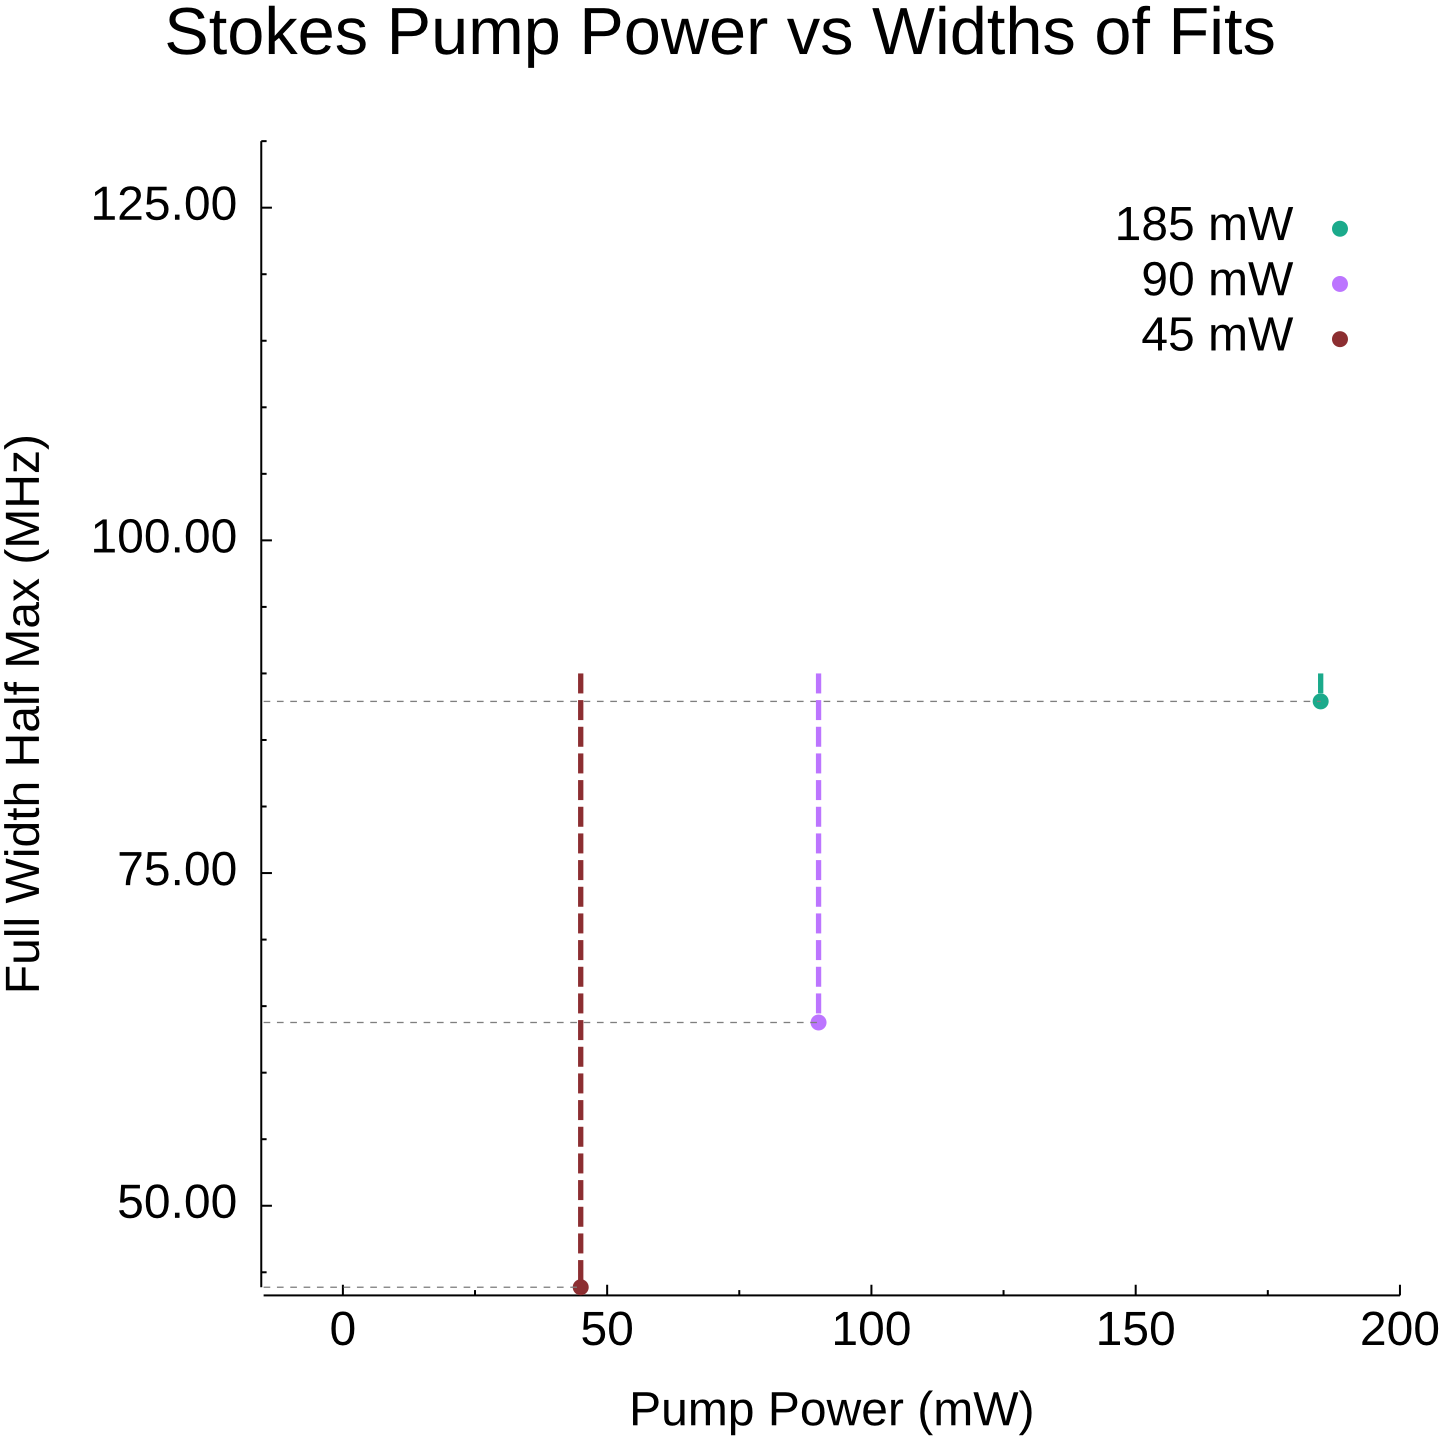 Stokes Pump Power vs Widths of Fits
125.00
100.00
75.00
50.00
Full Width Half Max (MHz)
185 mW
90 mW
45 mW
0 50 100 150 200
Pump Power (mW)